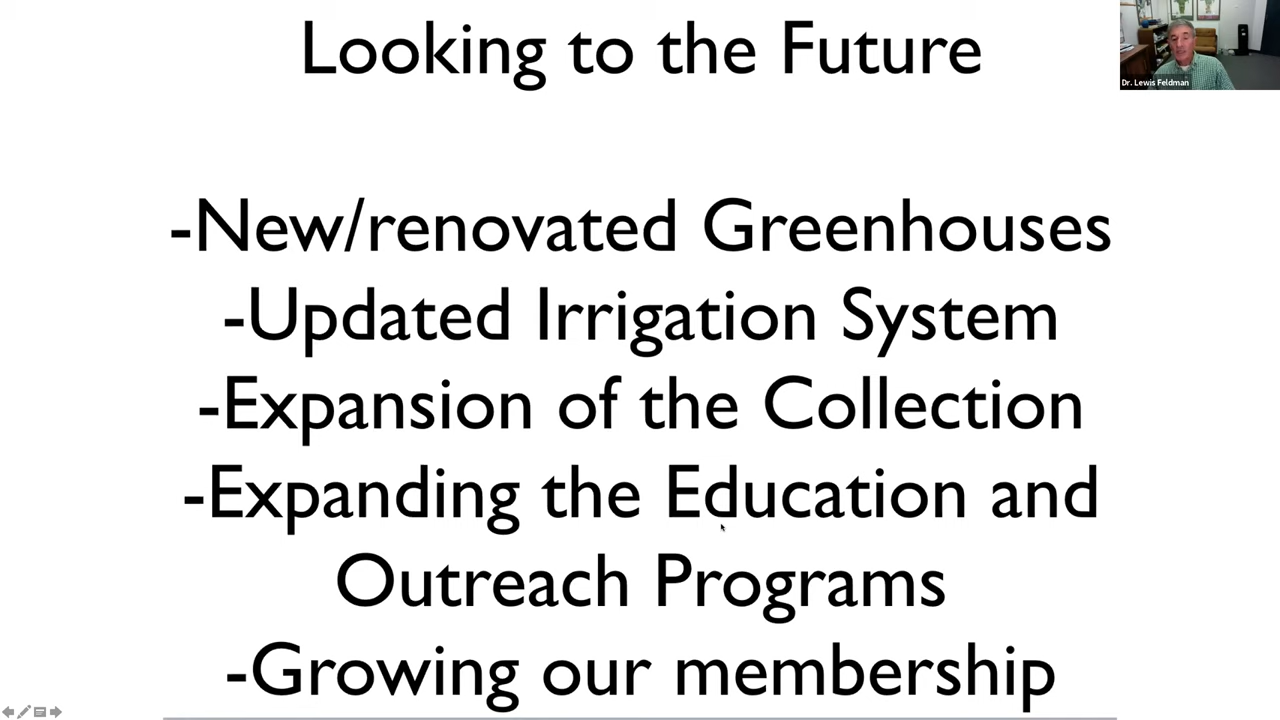 Looking to the Future
Dr. Lewis Feldman
-New/renovated Greenhouses
-Updated Irrigation System
-Expansion of the Collection
-Expanding the Education and
Outreach Programs
-Growing our membership